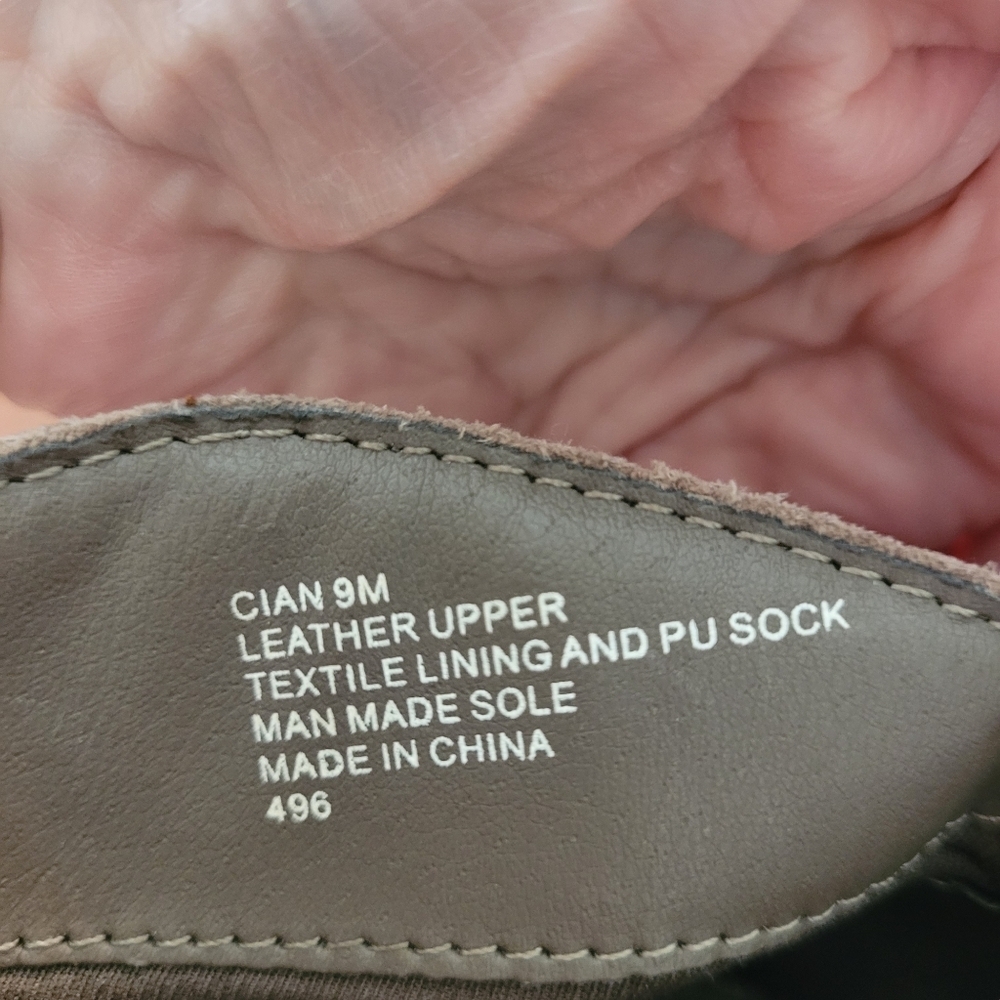 CIAN 9M
LEATHER UPPER
TEXTILE LINING AND PU SOCK
MAN MADE SOLE
MADE IN CHINA
496